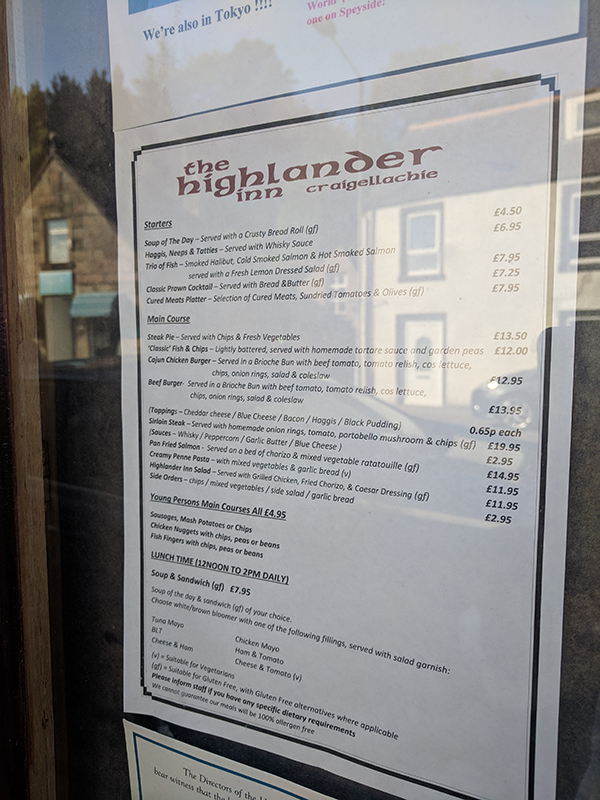 We're also in Tokyo !!!!
World
one on Speyside!
the
highlander
inn craigellachie
Starters
Soup of The Day – Served with a Crusty Bread Roll (gf) £4.50
Haggis, Neeps & Tatties – Served with Whisky Sauce £6.95
Trio of Fish – Smoked Halibut, Cold Smoked Salmon & Hot Smoked Salmon
served with a Fresh Lemon Dressed Salad (gf) £7.95
Classic Prawn Cocktail – Served with Bread &Butter (gf) £7.25
Cured Meats Platter – Selection of Cured Meats, Sundried Tomatoes & Olives (gf) £7.95
Main Course
Steak Pie – Served with Chips & Fresh Vegetables £13.50
'Classic' Fish & Chips – Lightly battered, served with homemade tartare sauce and garden peas £12.00
Cajun Chicken Burger – Served in a Brioche Bun with beef tomato, tomato relish, cos lettuce,
chips, onion rings, salad & coleslaw £12.95
Beef Burger- Served in a Brioche Bun with beef tomato, tomato relish, cos lettuce,
chips, onion rings, salad & coleslaw £13.95
(Toppings – Cheddar cheese / Blue Cheese / Bacon / Haggis / Black Pudding) 0.65p each
Sirloin Steak – Served with homemade onion rings, tomato, portabello mushroom & chips (gf) £19.95
(Sauces – Whisky / Peppercorn / Garlic Butter / Blue Cheese ) £2.95
Pan Fried Salmon - Served on a bed of chorizo & mixed vegetable ratatouille (gf) £14.95
Creamy Penne Pasta – with mixed vegetables & garlic bread (v) £11.95
Highlander Inn Salad – Served with Grilled Chicken, Fried Chorizo, & Caesar Dressing (gf) £11.95
Side Orders – chips / mixed vegetables / side salad / garlic bread £2.95
Young Persons Main Courses All £4.95
Sausages, Mash Potatoes or Chips
Chicken Nuggets with chips, peas or beans
Fish Fingers with chips, peas or beans
LUNCH TIME (12NOON TO 2PM DAILY)
Soup & Sandwich (gf) £7.95
Soup of the day & sandwich (gf) of your choice.
Choose white/brown bloomer with one of the following fillings, served with salad garnish:
Tuna Mayo Chicken Mayo
BLT Ham & Tomato
Cheese & Ham Cheese & Tomato (v)
(v) = Suitable for Vegetarians
(gf) = Suitable for Gluten Free, with Gluten Free alternatives where applicable
Please inform staff if you have any specific dietary requirements
We cannot guarantee our meals will be 100% allergen free
The Directors of the
bear witness that the